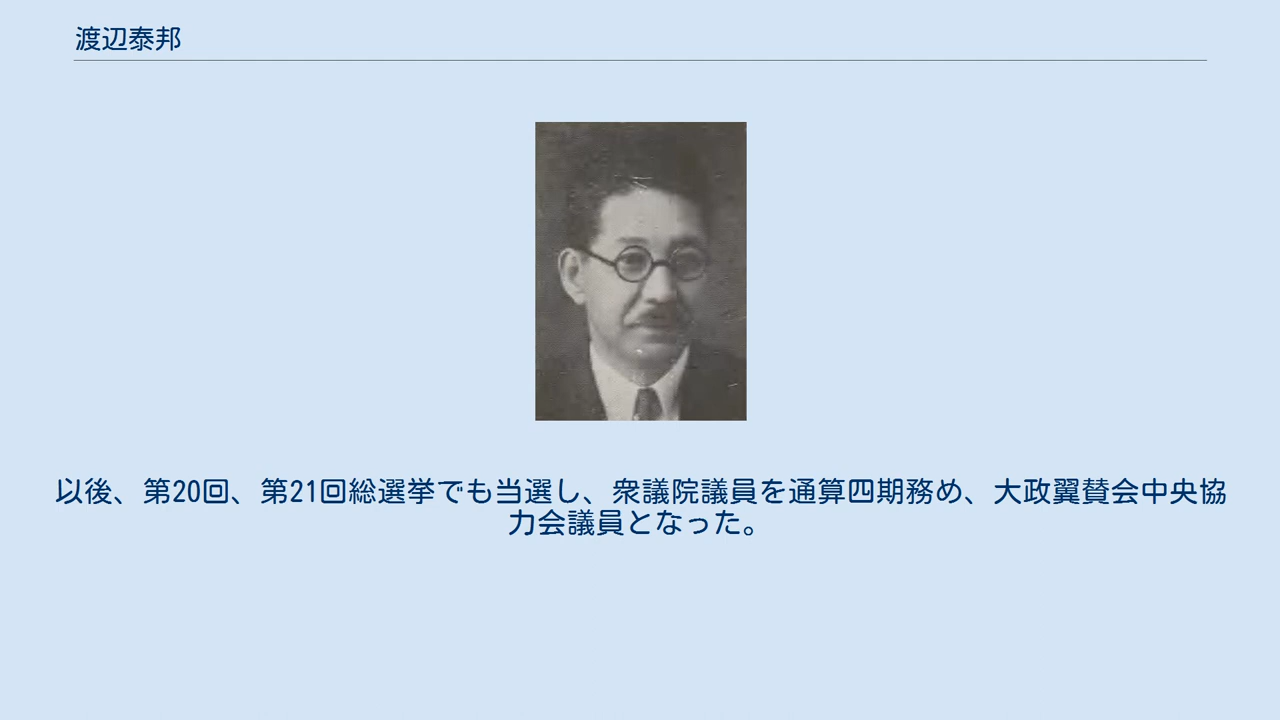 渡辺泰邦
以後、第20回、第21回総選挙でも当選し、衆議院議員を通算四期務め、大政翼賛会中央協
力会議員となった。